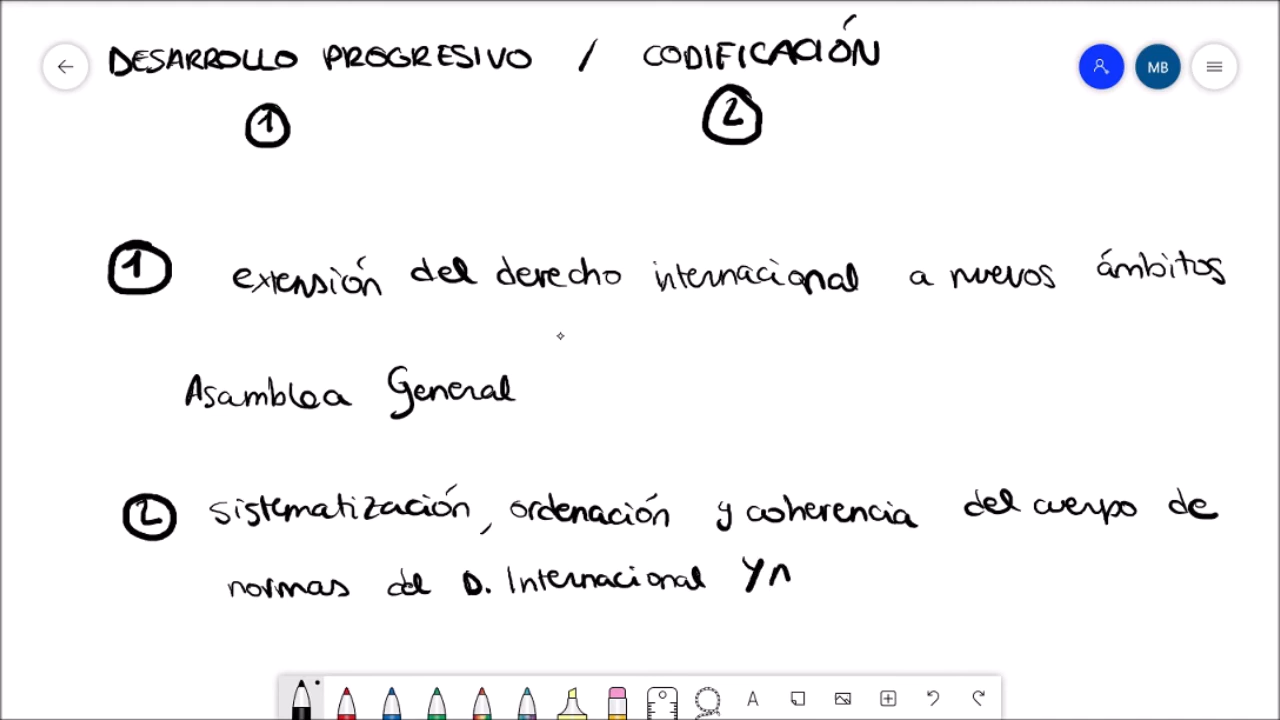 DESARROLLO PROGRESIVO / CODIFICACIÓN
MB
1 2
1 extensión del derecho internacional a nuevos ámbitos
Asamblea General
2 sistematización, ordenación y coherencia del cuerpo de
normas del D. Internacional
A